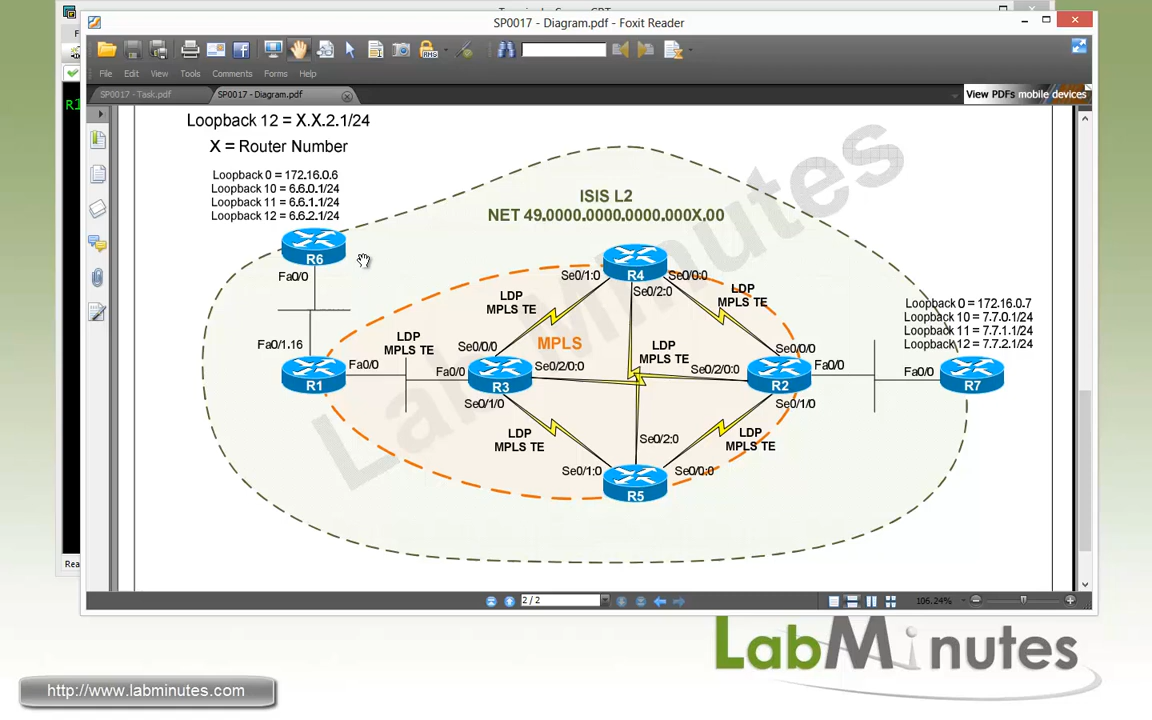 SP0017 - Diagram.pdf - Foxit Reader
File Edit View Tools Comments Forms Help
SP0017 - Task.pdf
SP0017 - Diagram.pdf
View PDFs mobile devices
R1
Loopback 12 = X.X.2.1/24
X = Router Number
Loopback 0 = 172.16.0.6
Loopback 10 = 6.6.0.1/24
Loopback 11 = 6.6.1.1/24
Loopback 12 = 6.6.2.1/24
ISIS L2
NET 49.0000.0000.0000.000X.00
R6
Fa0/0
R4
Se0/1:0
Se0/0:0
Se0/2:0
LDP
MPLS TE
LDP
MPLS TE
Loopback 0 = 172.16.0.7
Loopback 10 = 7.7.0.1/24
Loopback 11 = 7.7.1.1/24
Loopback 12 = 7.7.2.1/24
Fa0/1.16
LDP
MPLS TE
MPLS
Se0/0/0
LDP
MPLS TE
Se0/0/0
R1
Fa0/0
Fa0/0
R3
Se0/2/0:0
Se0/2/0:0
R2
Fa0/0
Fa0/0
R7
Se0/1/0
Se0/1/0
LDP
MPLS TE
Se0/2:0
LDP
MPLS TE
Se0/1:0
Se0/0:0
R5
LabMinutes
Rea
2 / 2
106.24%
LabMinutes
http://www.labminutes.com